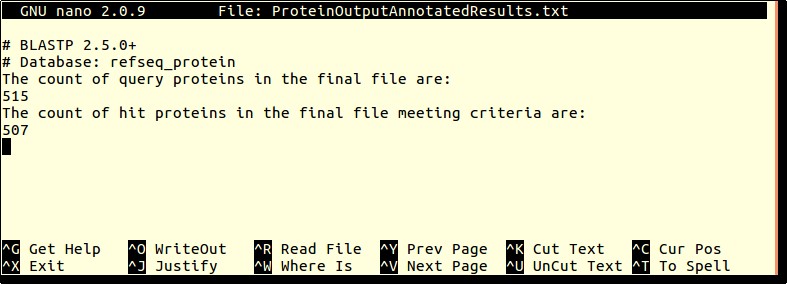 GNU nano 2.0.9 File: ProteinOutputAnnotatedResults.txt
# BLASTP 2.5.0+
# Database: refseq_protein
The count of query proteins in the final file are:
515
The count of hit proteins in the final file meeting criteria are:
507
^G Get Help ^O WriteOut ^R Read File ^Y Prev Page ^K Cut Text ^C Cur Pos
^X Exit ^J Justify ^W Where Is ^V Next Page ^U UnCut Text ^T To Spell